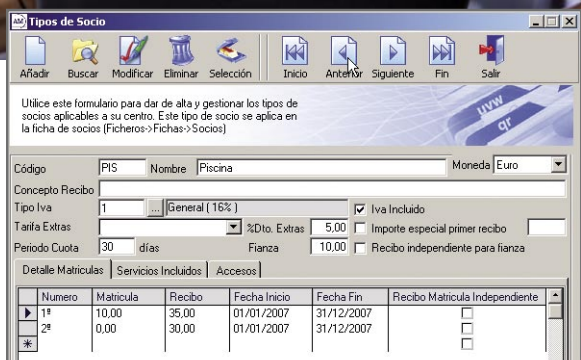 Tipos de Socio
Añadir Buscar Modificar Eliminar Selección Inicio Anterior Siguiente Fin Salir
Utilice este formulario para dar de alta y gestionar los tipos de
socios aplicables a su centro. Este tipo de socio se aplica en
la ficha de socios (Ficheros->Fichas->Socios)
uvw
qr
Código PIS Nombre Piscina Moneda Euro
Concepto Recibo
Tipo Iva 1 ... General ( 16% ) Iva Incluido
Tarifa Extras %Dto. Extras 5,00 Importe especial primer recibo
Periodo Cuota 30 días Fianza 10,00 Recibo independiente para fianza
Detalle Matriculas Servicios Incluidos Accesos
Numero Matricula Recibo Fecha Inicio Fecha Fin Recibo Matricula Independiente
1ª 10,00 35,00 01/01/2007 31/12/2007
2ª 0,00 30,00 01/01/2007 31/12/2007